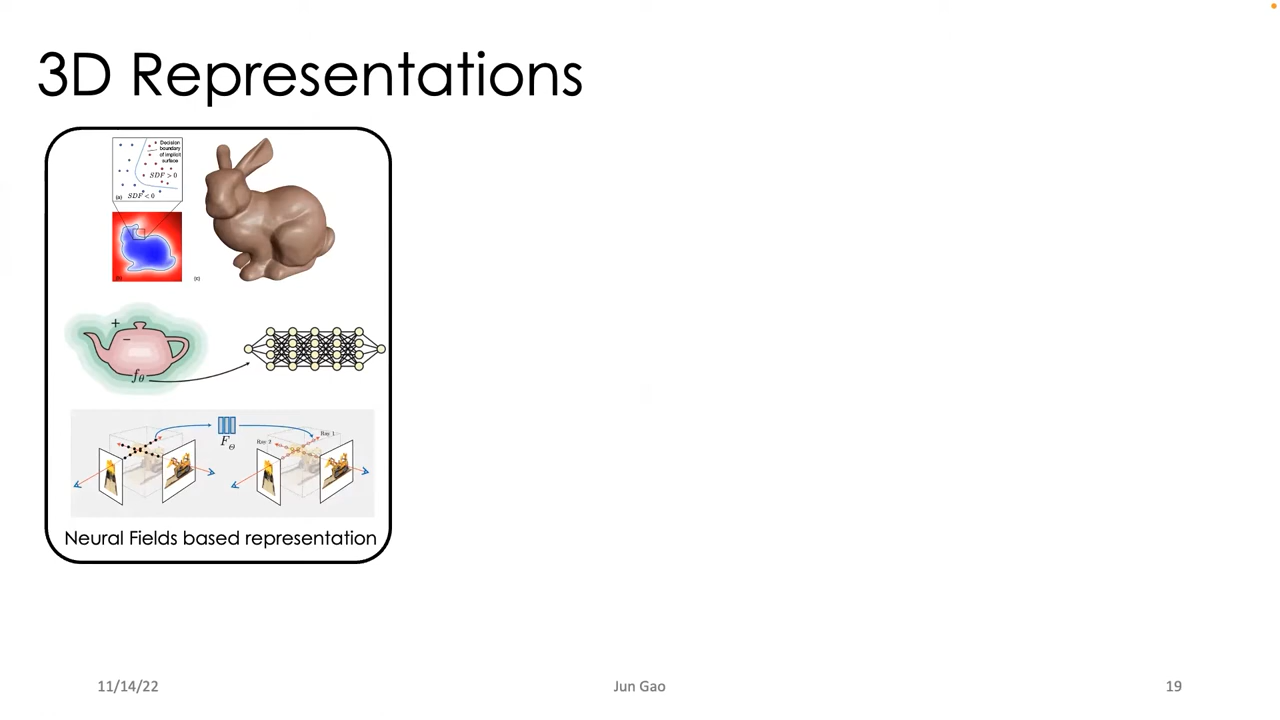 3D Representations
Decision
boundary
of implicit
surface
SDF > 0
(a) SDF < 0
(b)
(c)
+
−
fθ
FΘ
Ray 2
Ray 1
Neural Fields based representation
11/14/22
Jun Gao
19